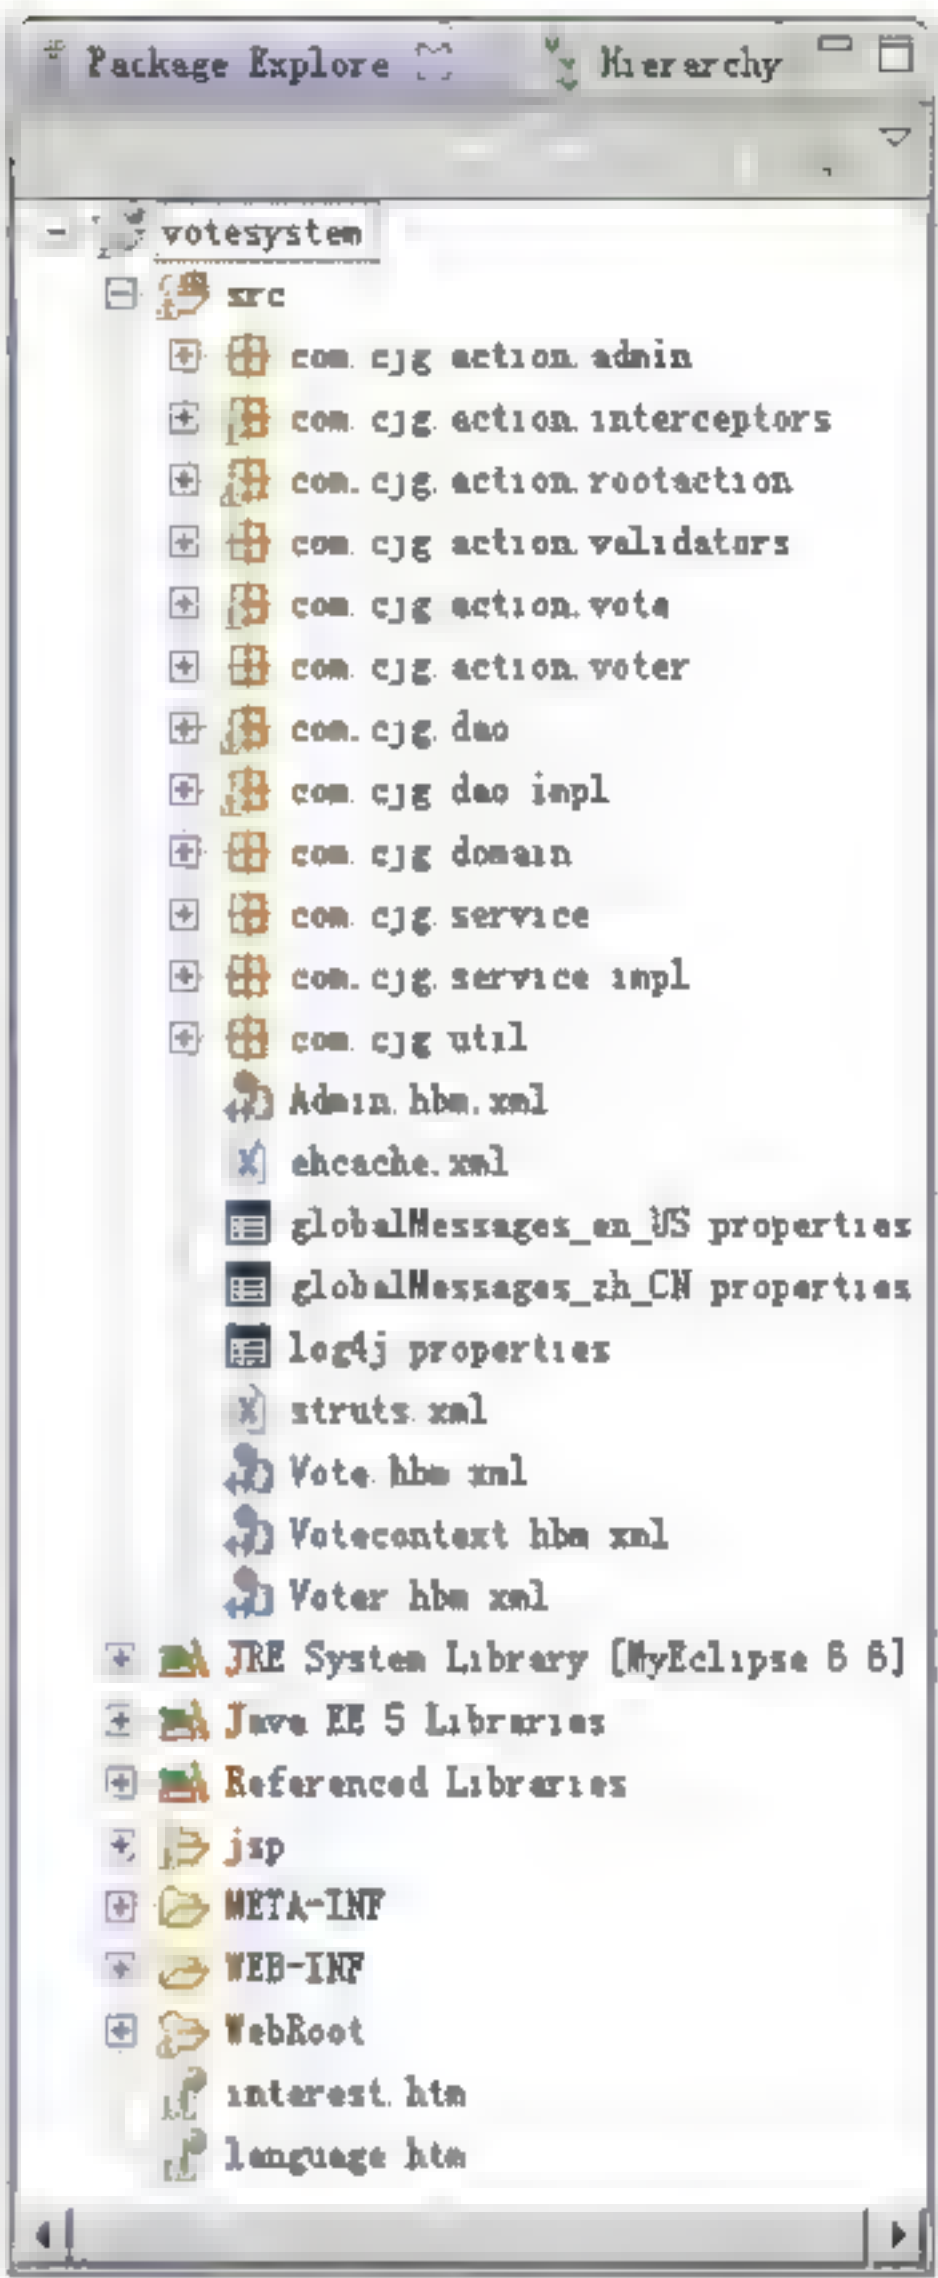 Package Explore Hierarchy
votesystem
src
com.cjg.action.admin
com.cjg.action.interceptors
com.cjg.action.rootaction
com.cjg.action.validators
com.cjg.action.vote
com.cjg.action.voter
com.cjg.dao
com.cjg.dao.impl
com.cjg.domain
com.cjg.service
com.cjg.service.impl
com.cjg.util
Admin.hbm.xml
ehcache.xml
globalMessages_en_US.properties
globalMessages_zh_CN.properties
log4j.properties
struts.xml
Vote.hbm.xml
Votecontext.hbm.xml
Voter.hbm.xml
JRE System Library [MyEclipse 6.6]
Java EE 5 Libraries
Referenced Libraries
jsp
META-INF
WEB-INF
WebRoot
interest.htm
language.htm